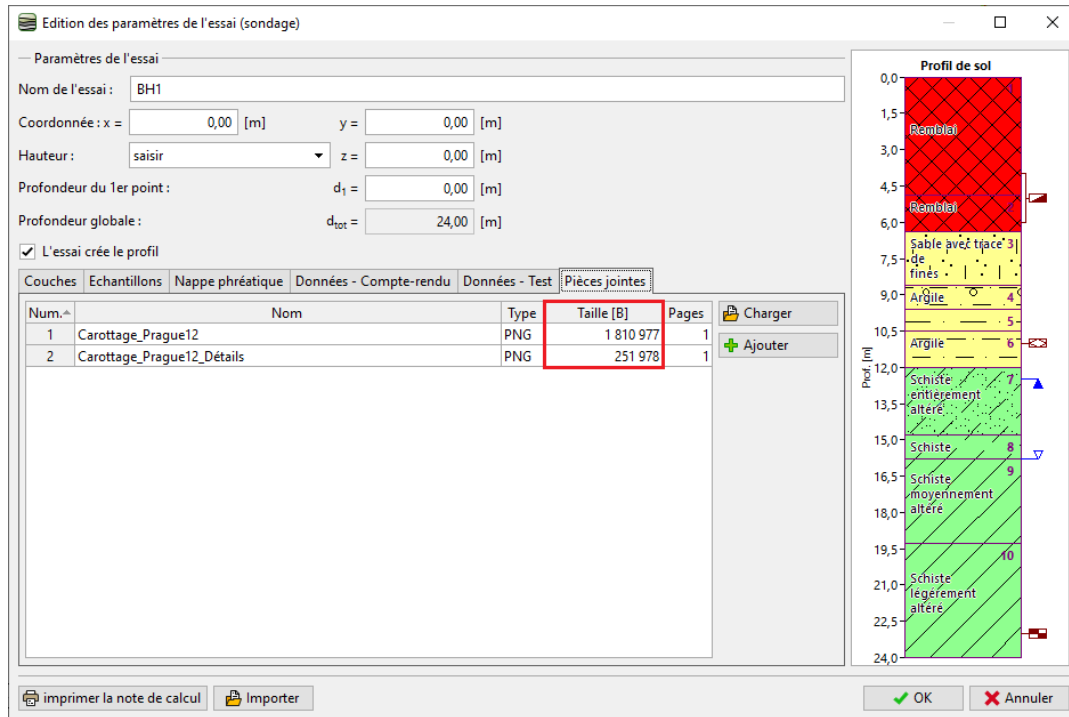 Edition des paramètres de l'essai (sondage)
Paramètres de l'essai
Nom de l'essai : BH1
Coordonnée : x = 0,00 [m] y = 0,00 [m]
Hauteur : saisir z = 0,00 [m]
Profondeur du 1er point : d1 = 0,00 [m]
Profondeur globale : dtot = 24,00 [m]
L'essai crée le profil
Couches Echantillons Nappe phréatique Données - Compte-rendu Données - Test Pièces jointes
Num. Nom Type Taille [B] Pages
1 Carottage_Prague12 PNG 1 810 977 1
2 Carottage_Prague12_Détails PNG 251 978 1
Charger
Ajouter
Profil de sol
Prof. [m]
0,0
1,5
Remblai
3,0
4,5
Remblai
6,0
Sable avec trace 3
7,5 de
fines
9,0 Argile 4
5
10,5
Argile 6
12,0
Schiste 7
entièrement
13,5 altéré
15,0
Schiste 8
9
16,5 Schiste
moyennement
18,0 altéré
19,5
10
21,0 Schiste
légérement
altéré
22,5
24,0
imprimer la note de calcul Importer OK Annuler